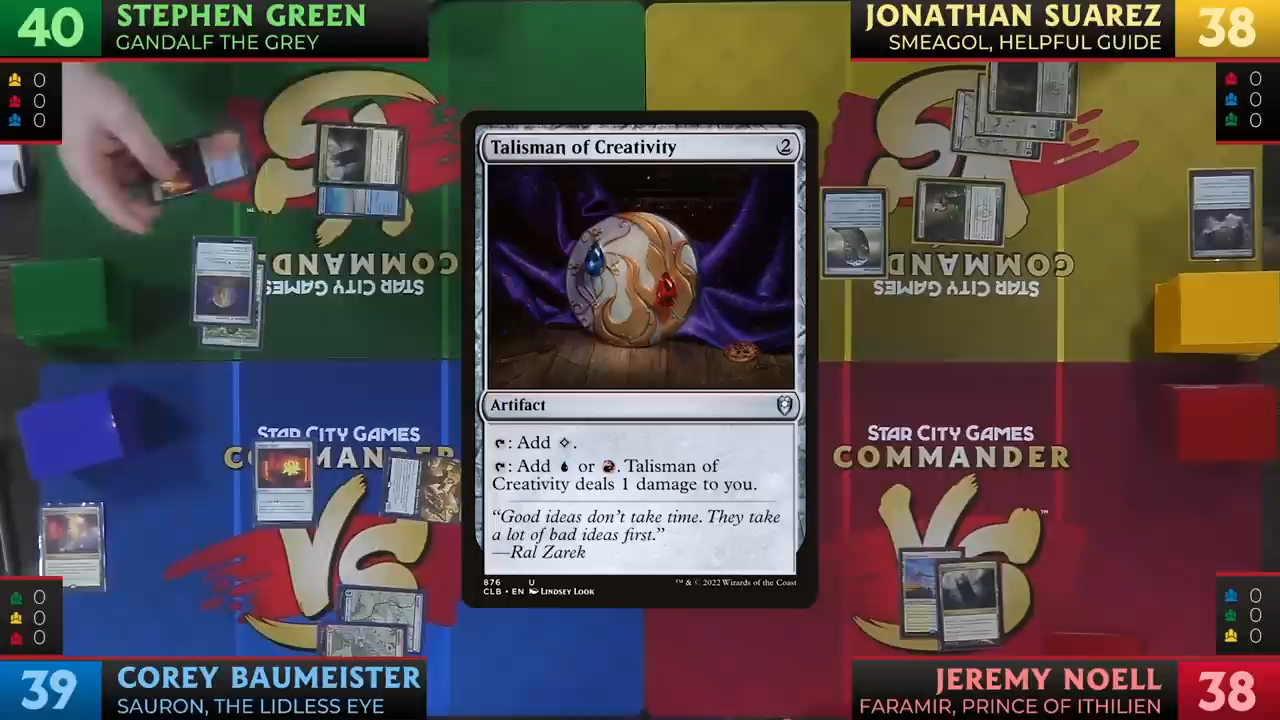 40
STEPHEN GREEN
GANDALF THE GREY
0
0
0
JONATHAN SUAREZ
38
SMEAGOL, HELPFUL GUIDE
0
0
0
COMMANDER
STAR CITY GAMES
COMMANDER
STAR CITY GAMES
Talisman of Creativity
2
Artifact
: Add .
: Add or . Talisman of
Creativity deals 1 damage to you.
“Good ideas don’t take time. They take
a lot of bad ideas first.”
—Ral Zarek
876 U
CLB • EN LINDSEY LOOK
™ & © 2022 Wizards of the Coast
STAR CITY GAMES
VS
STAR CITY GAMES
COMMANDER
VS
™
0
0
0
39
COREY BAUMEISTER
SAURON, THE LIDLESS EYE
0
0
0
JEREMY NOELL
38
FARAMIR, PRINCE OF ITHILIEN